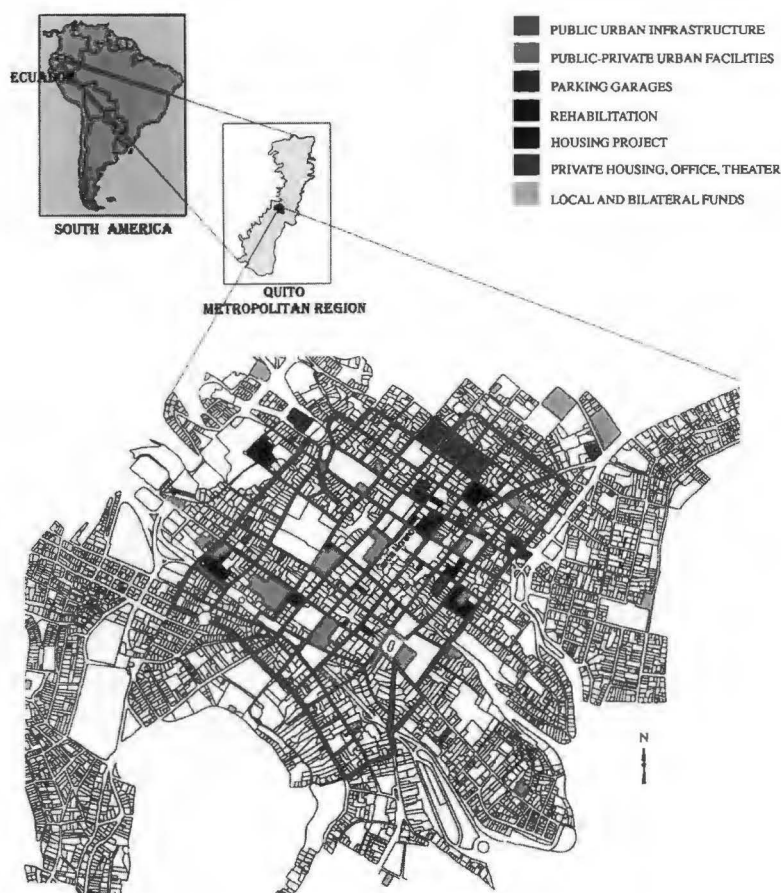 ECUADOR
SOUTH AMERICA
QUITO
METROPOLITAN REGION
PUBLIC URBAN INFRASTRUCTURE
PUBLIC-PRIVATE URBAN FACILITIES
PARKING GARAGES
REHABILITATION
HOUSING PROJECT
PRIVATE HOUSING, OFFICE, THEATER
LOCAL AND BILATERAL FUNDS
N